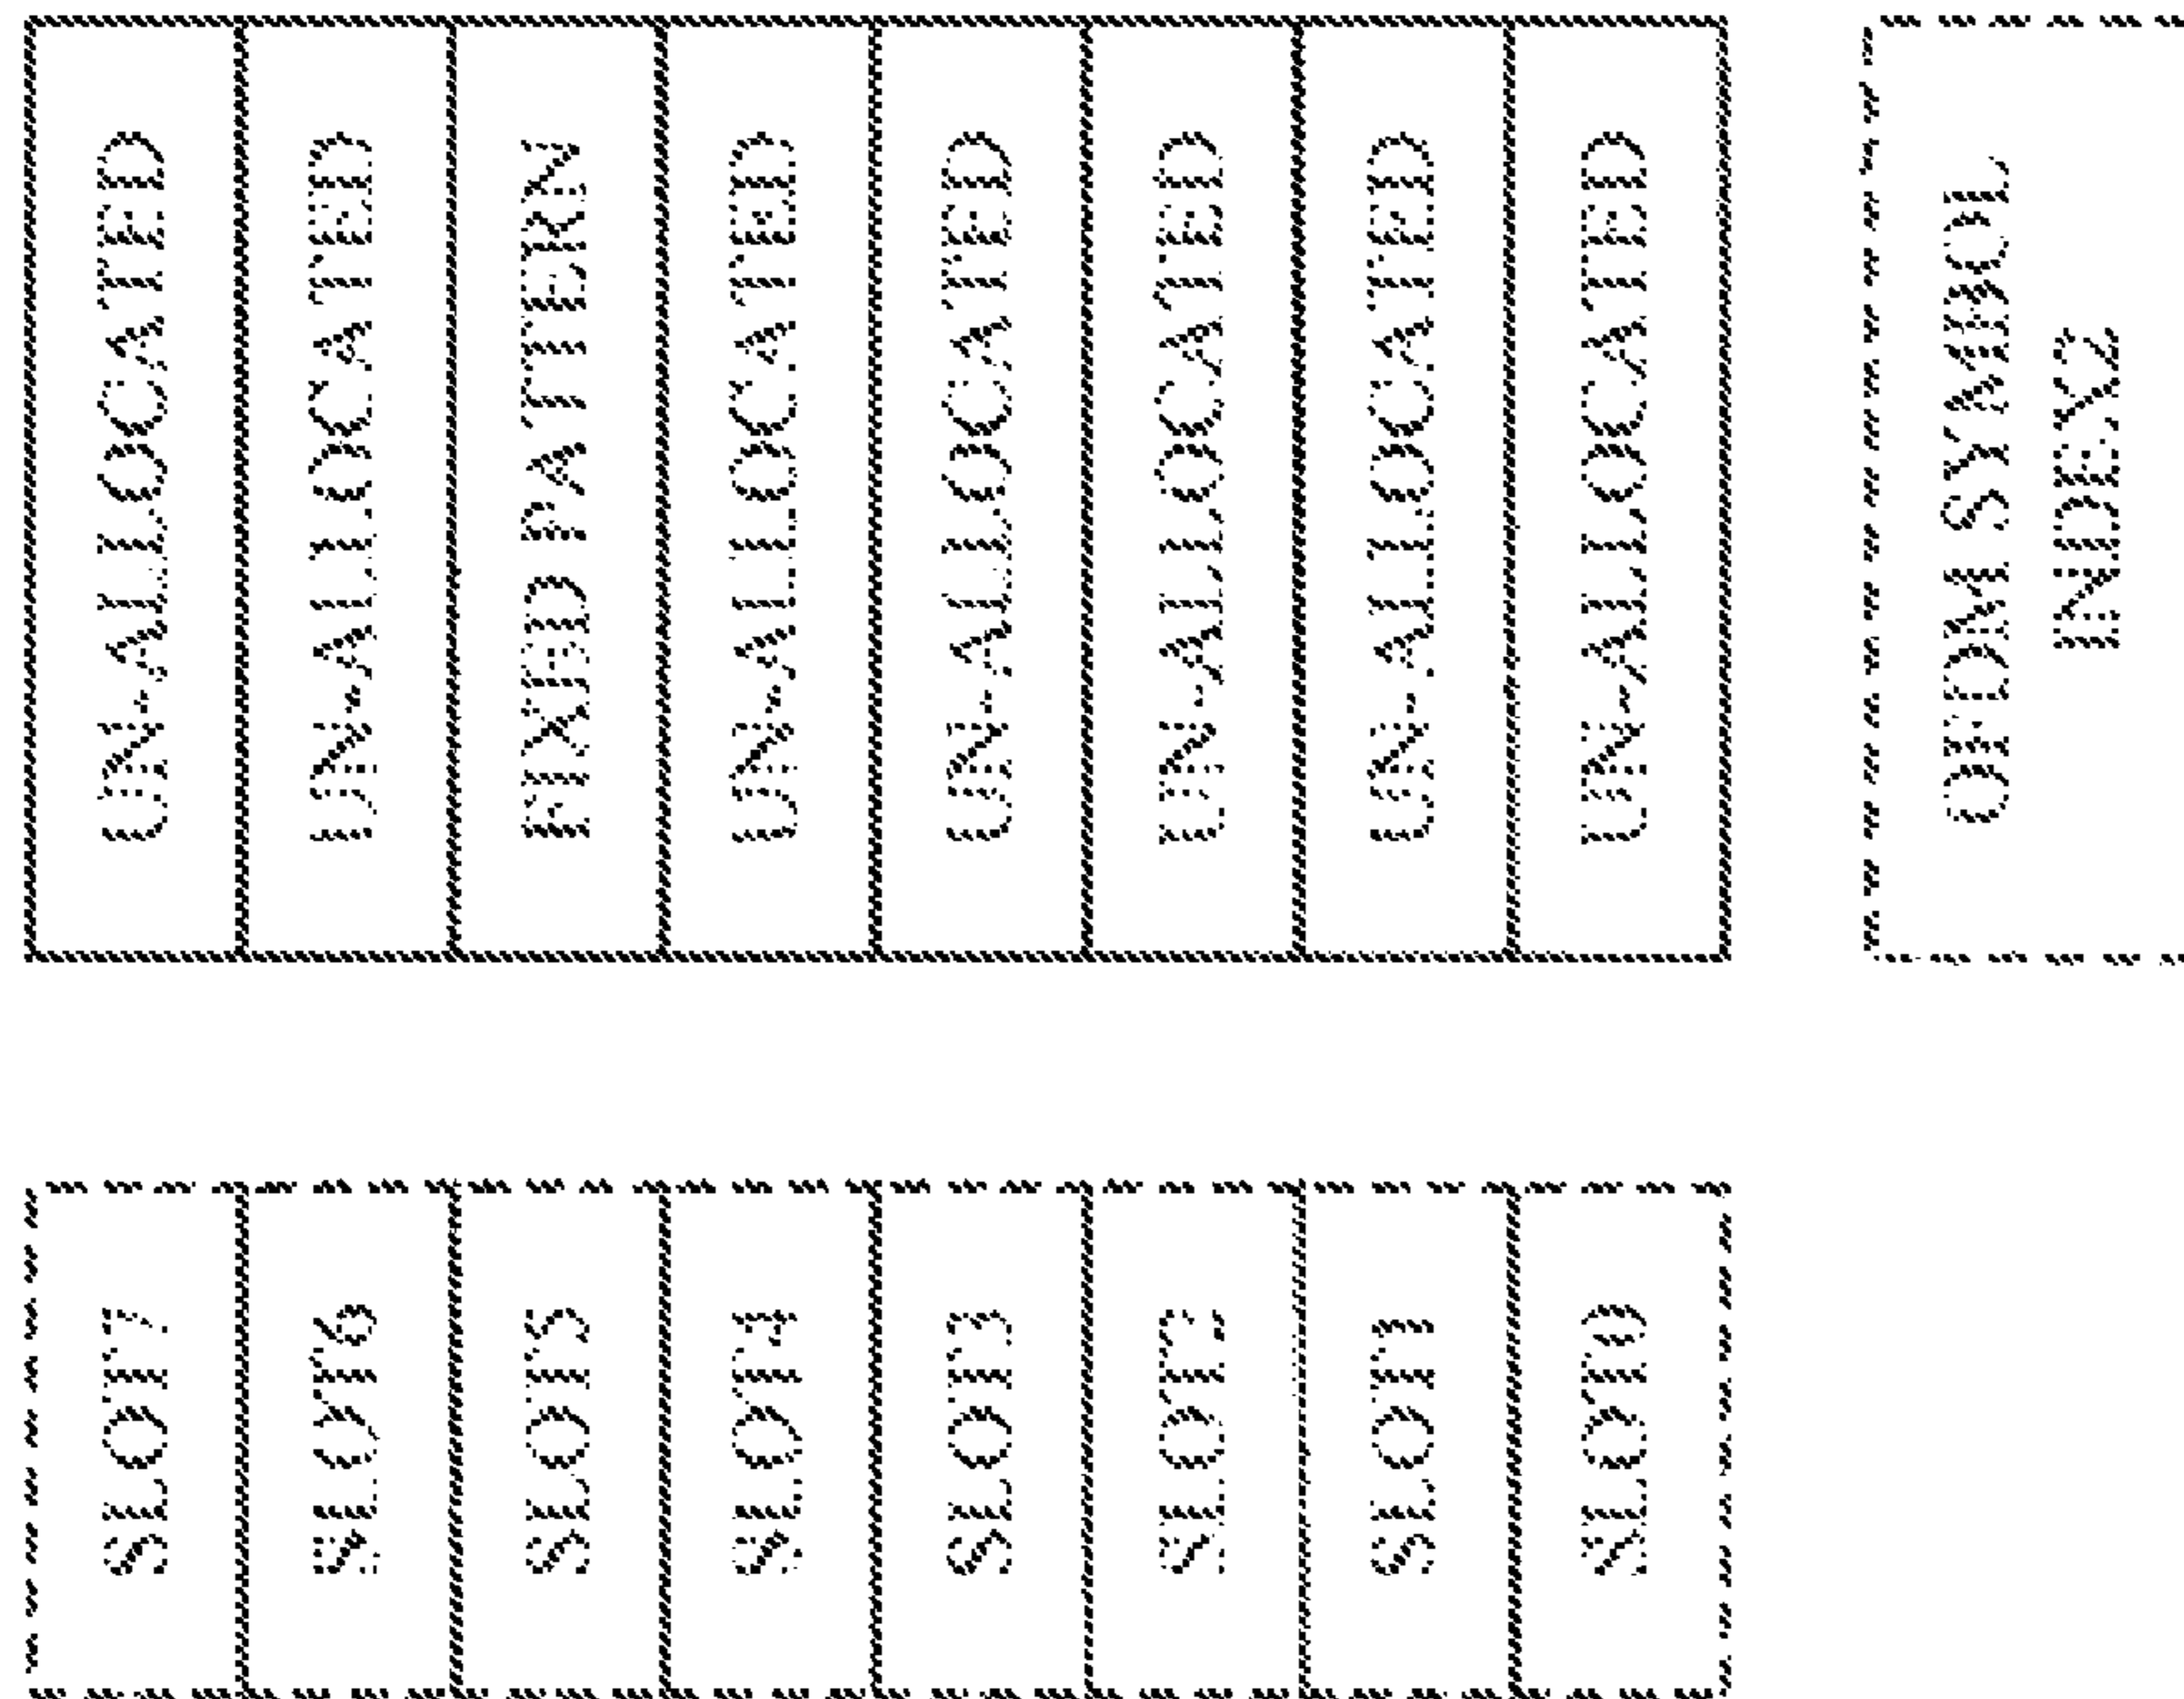 SLOT7
UN-ALLOCATED
SLOT6
UN-ALLOCATED
SLOT5
FIXED PATTERN
SLOT4
UN-ALLOCATED
SLOT3
UN-ALLOCATED
SLOT2
UN-ALLOCATED
SLOT1
UN-ALLOCATED
SLOT0
UN-ALLOCATED
OFDM SYMBOL
INDEX2